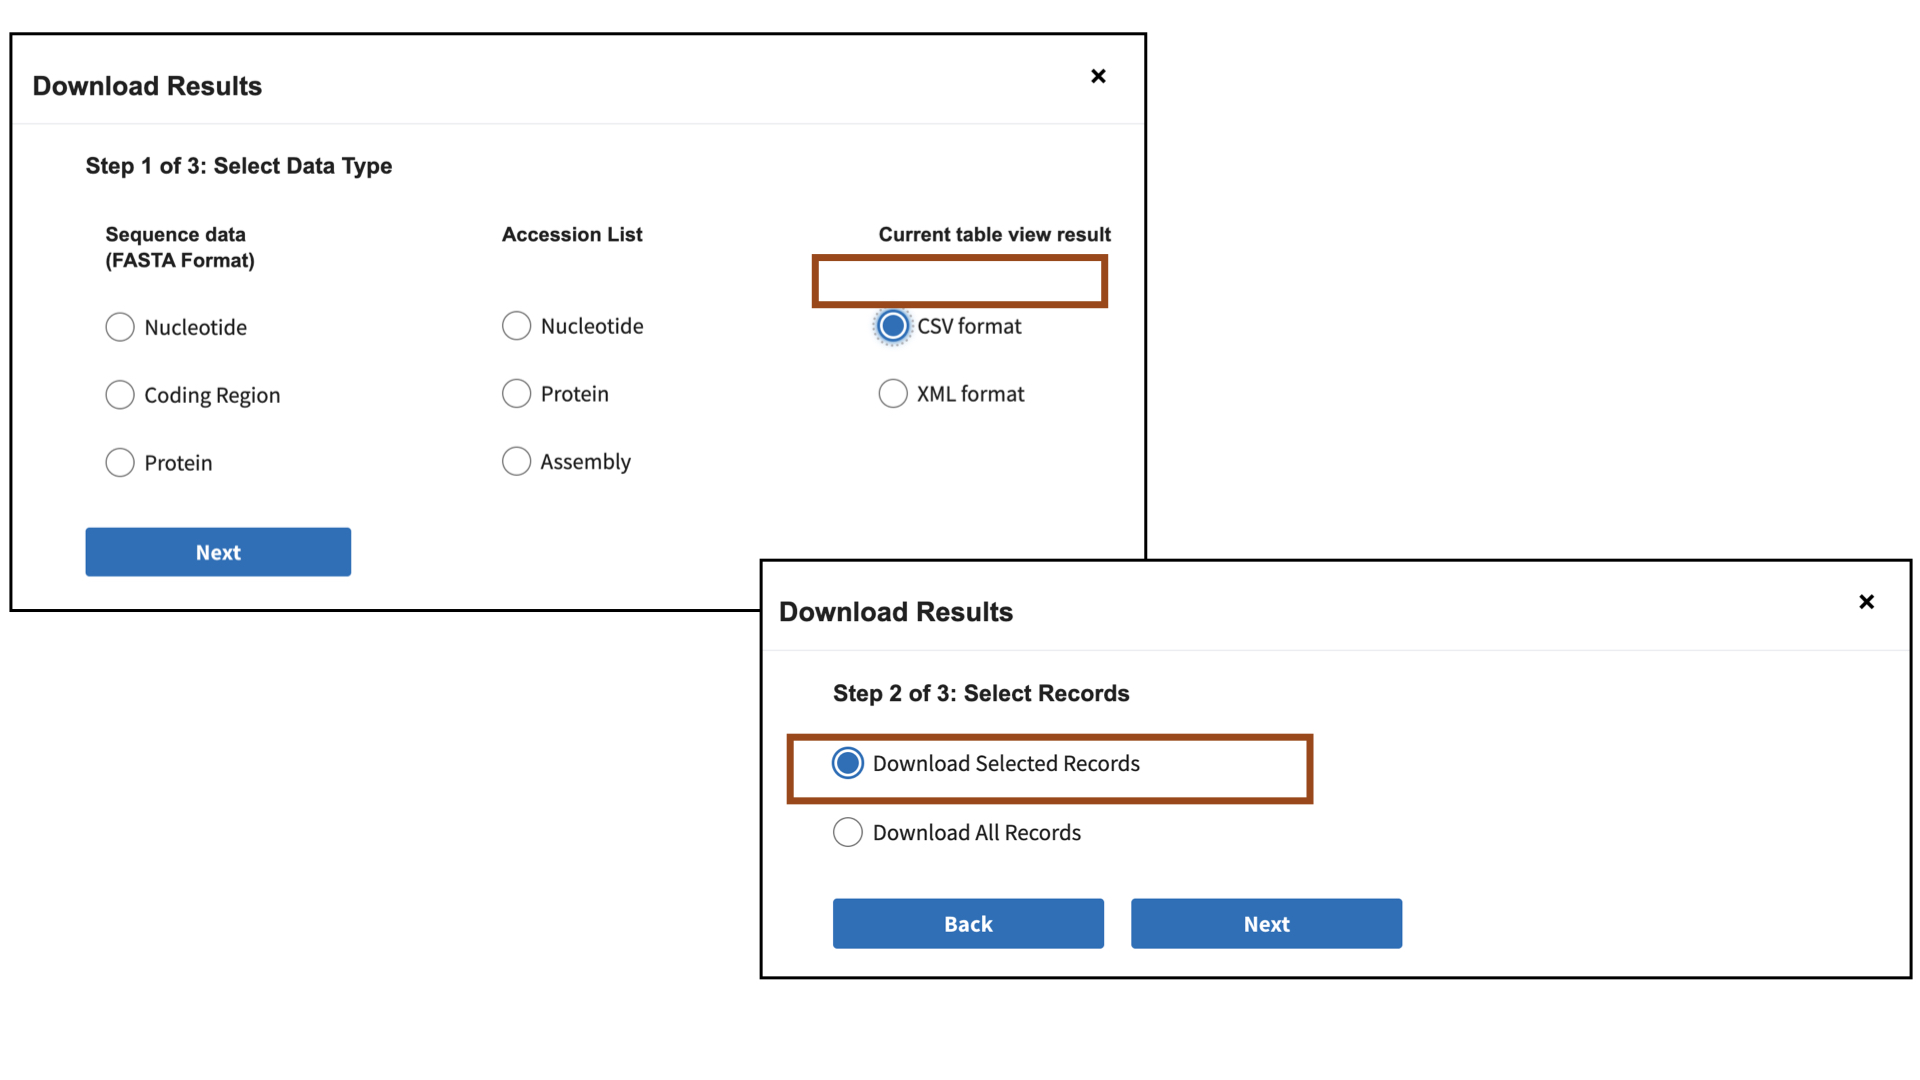 Download Results
×
Step 1 of 3: Select Data Type
Sequence data
(FASTA Format)
Nucleotide
Coding Region
Protein
Accession List
Nucleotide
Protein
Assembly
Current table view result
CSV format
XML format
Next
Download Results
×
Step 2 of 3: Select Records
Download Selected Records
Download All Records
Back
Next